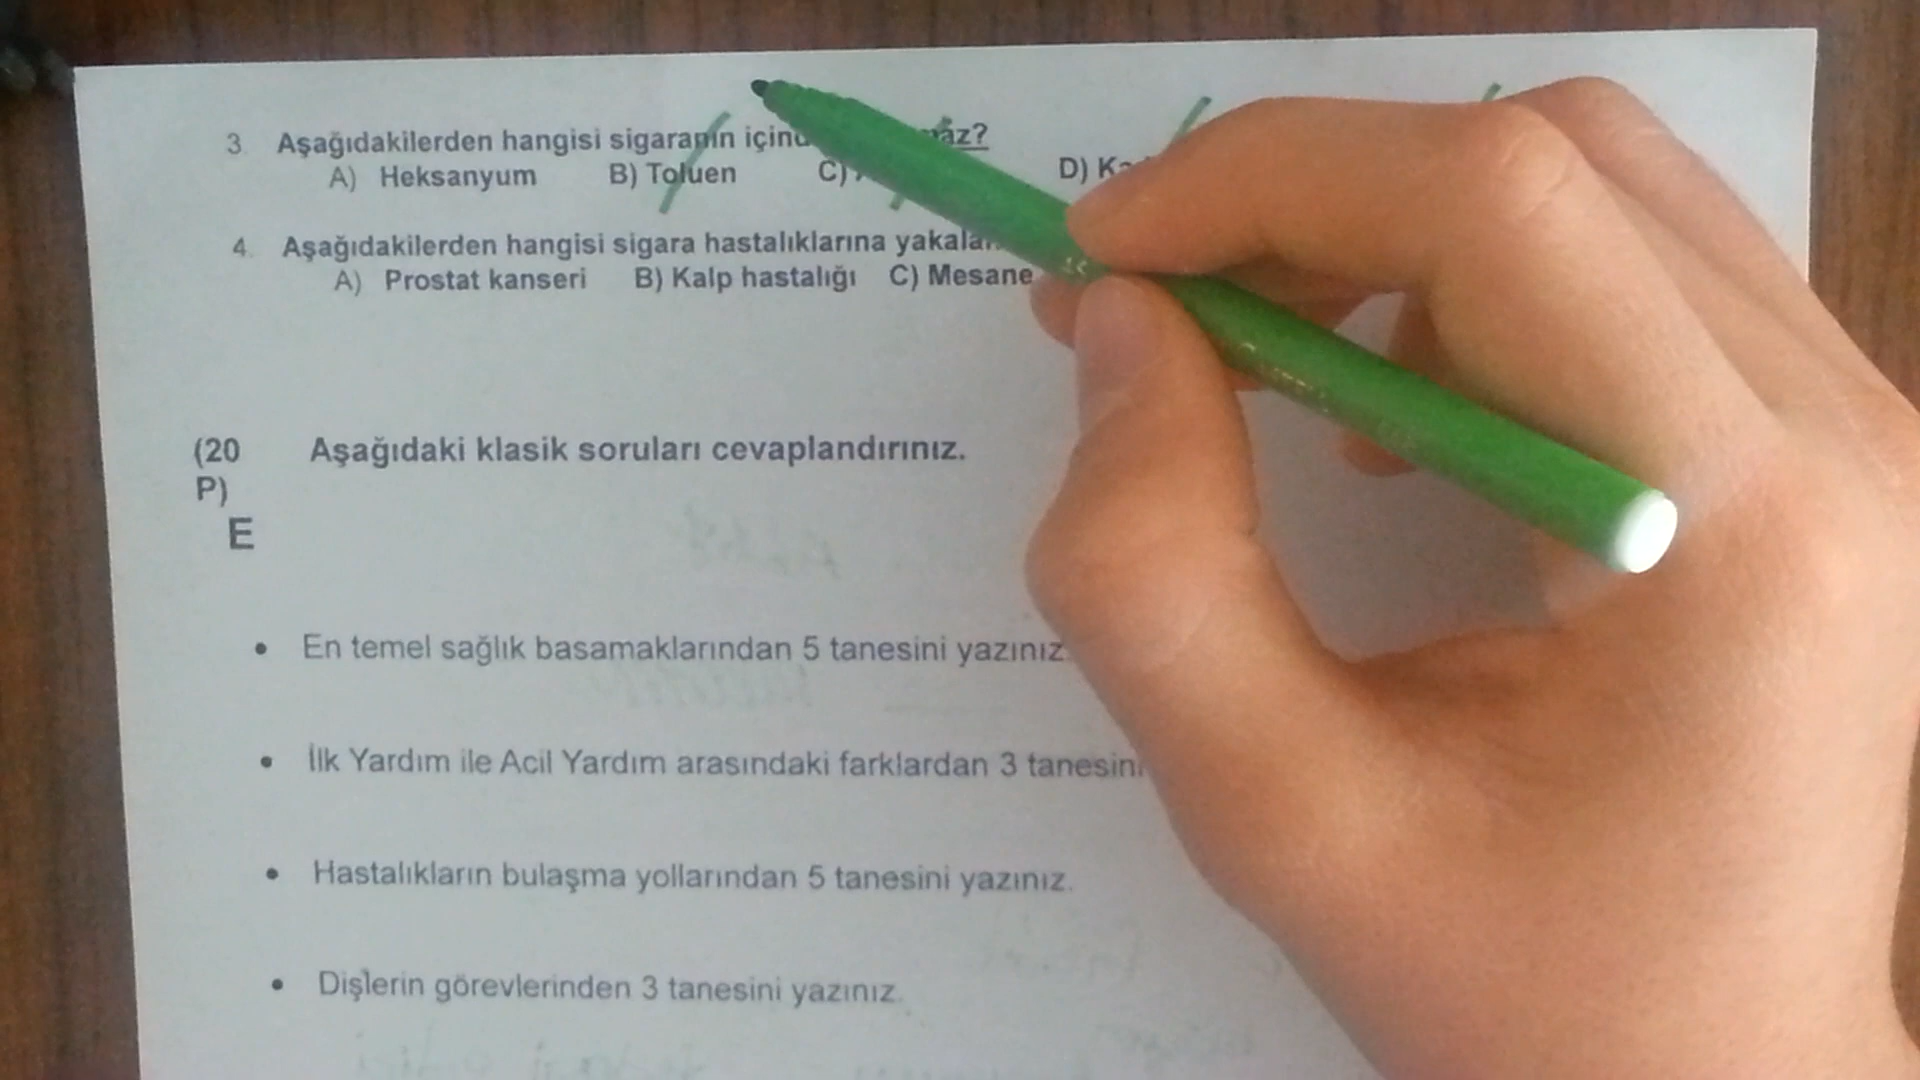 3. Aşağıdakilerden hangisi sigaranın
A) Heksanyum B) Toluen C) D)
4. Aşağıdakilerden hangisi sigara hastalıklarına
A) Prostat kanseri B) Kalp hastalığı C) Mesane
(20 Aşağıdaki klasik soruları cevaplandırınız.
P)
E
• En temel sağlık basamaklarından 5 tanesini yazınız
• İlk Yardım ile Acil Yardım arasındaki farklardan 3
• Hastalıkların bulaşma yollarından 5 tanesini yazınız.
• Dişlerin görevlerinden 3 tanesini yazınız.